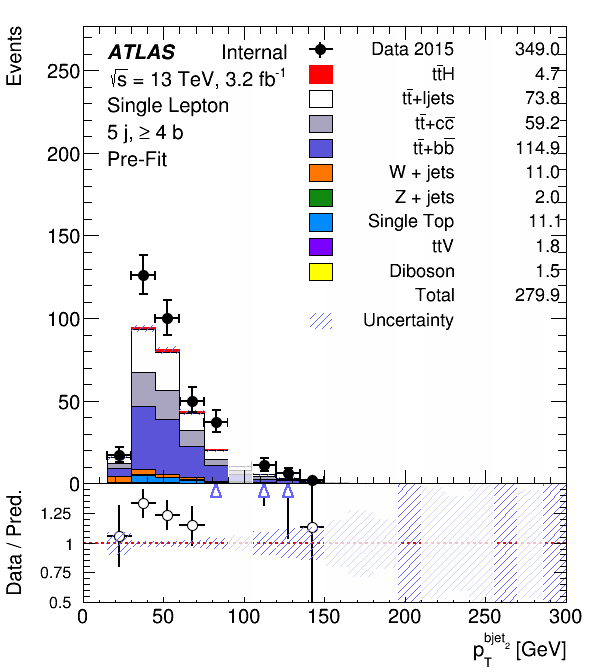 Events
ATLAS Internal
√s = 13 TeV, 3.2 fb⁻¹
Single Lepton
5 j, ≥ 4 b
Pre-Fit
Data 2015 349.0
tt̄H 4.7
tt̄+ljets 73.8
tt̄+cc̄ 59.2
tt̄+bb̄ 114.9
W + jets 11.0
Z + jets 2.0
Single Top 11.1
ttV 1.8
Diboson 1.5
Total 279.9
Uncertainty
250
200
150
100
50
0
Data / Pred.
1.25
1
0.75
0.5
0 50 100 150 200 250 300
p_T^{bjet_2} [GeV]